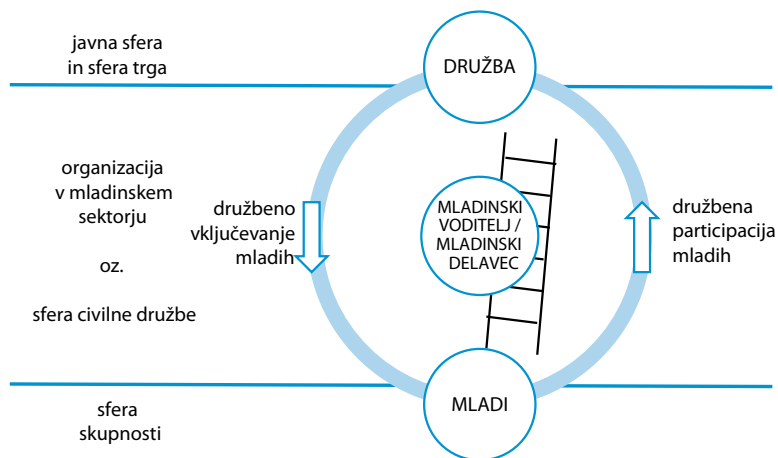 javna sfera
in sfera trga
DRUŽBA
organizacija
v mladinskem
sektorju
oz.
sfera civilne družbe
družbeno
vključevanje
mladih
MLADINSKI
VODITELJ /
MLADINSKI
DELAVEC
družbena
participacija
mladih
sfera
skupnosti
MLADI